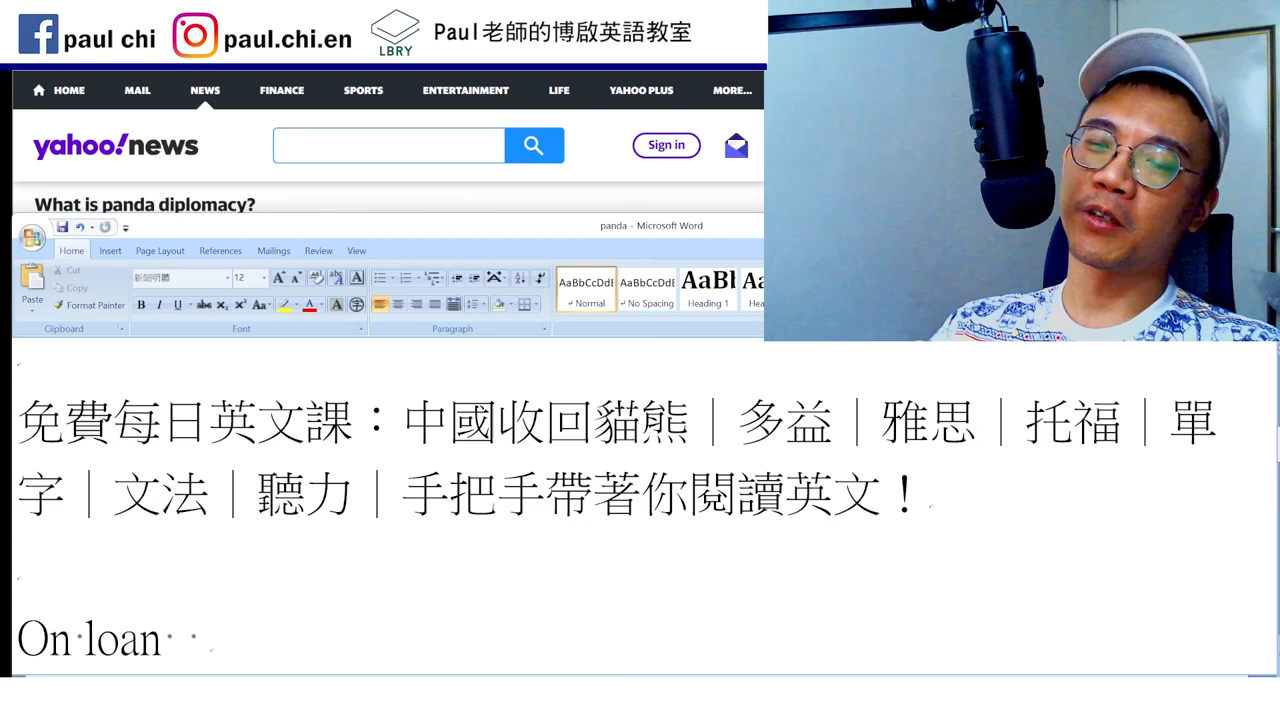 paul chi
paul.chi.en
LBRY
Paul老師的博啟英語教室
HOME MAIL NEWS FINANCE SPORTS ENTERTAINMENT LIFE YAHOO PLUS MORE...
yahoo!news
Sign in
What is panda diplomacy?
panda - Microsoft Word
Home Insert Page Layout References Mailings Review View
Paste
Cut
Copy
Format Painter
Clipboard
新細明體 12
Font
Paragraph
AaBbCcDdE AaBbCcDdE AaBbC
Normal No Spacing Heading 1 Hea
免費每日英文課：中國收回貓熊｜多益｜雅思｜托福｜單
字｜文法｜聽力｜手把手帶著你閱讀英文！
On loan